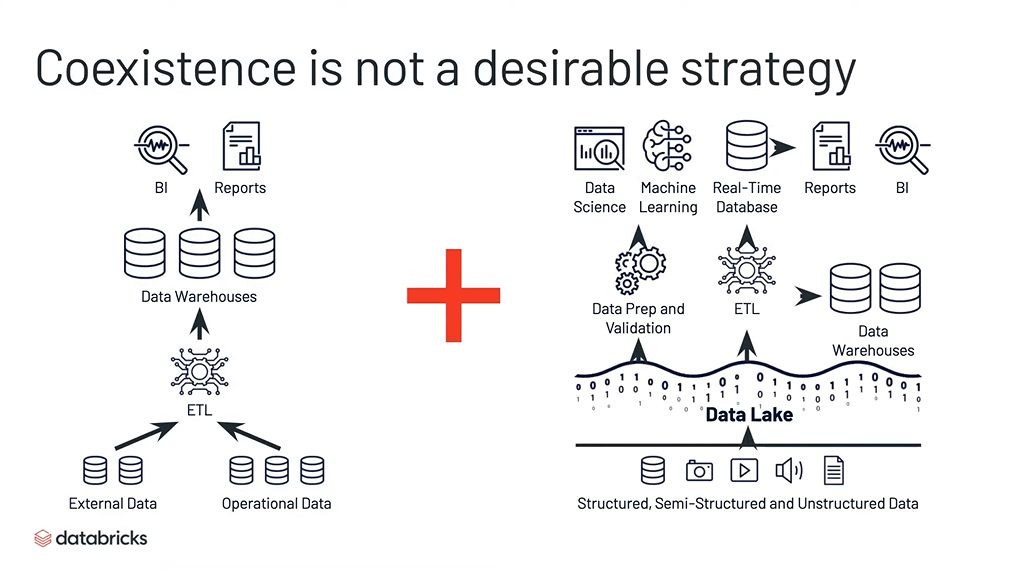 Coexistence is not a desirable strategy
BI
Reports
Data Warehouses
ETL
External Data
Operational Data
Data
Science
Machine
Learning
Real-Time
Database
Reports
BI
Data Prep and
Validation
ETL
Data
Warehouses
Data Lake
Structured, Semi-Structured and Unstructured Data
databricks